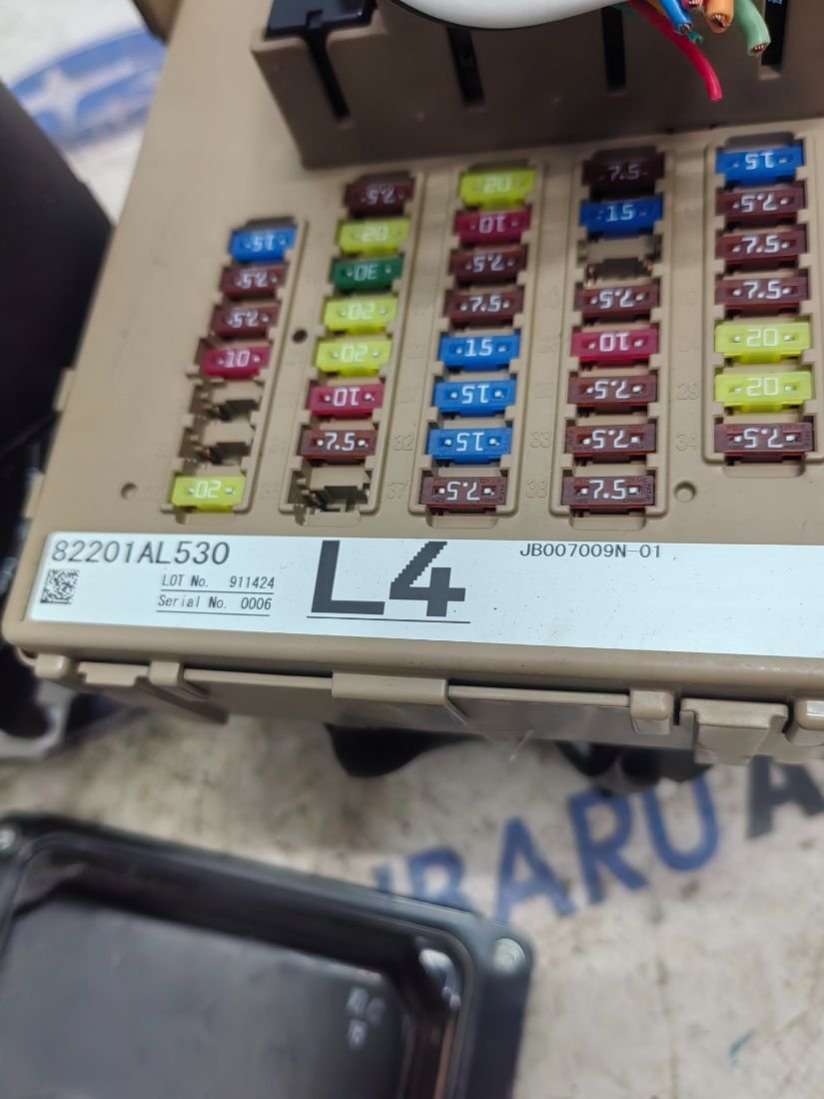 7.5 20 7.5 15
20 10 15 7.5
15 30 7.5 7.5
7.5 20 7.5 7.5 7.5
7.5 20 15 10 20
10 10 15 7.5 20
7.5 15 7.5 7.5
20 7.5 7.5
82201AL530
L4
JB007009N-01
LOT No. 911424
Serial No. 0006
SUBARU A